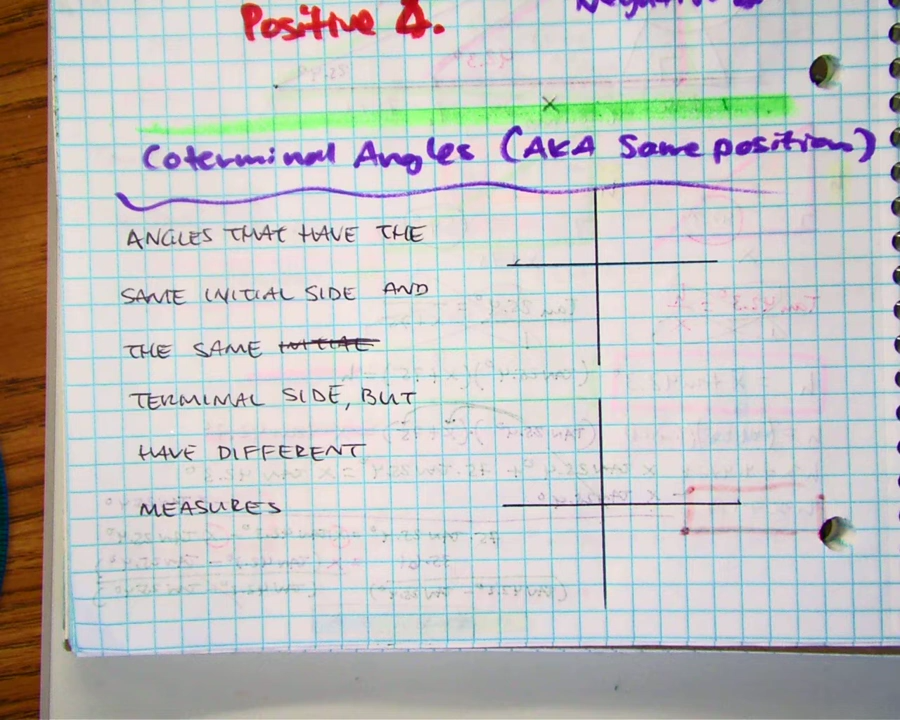 Positive ∡.
Coterminal Angles (AKA Same position)
ANGLES THAT HAVE THE
SAME INITIAL SIDE AND
THE SAME INITIAL
TERMINAL SIDE, BUT
HAVE DIFFERENT
MEASURES